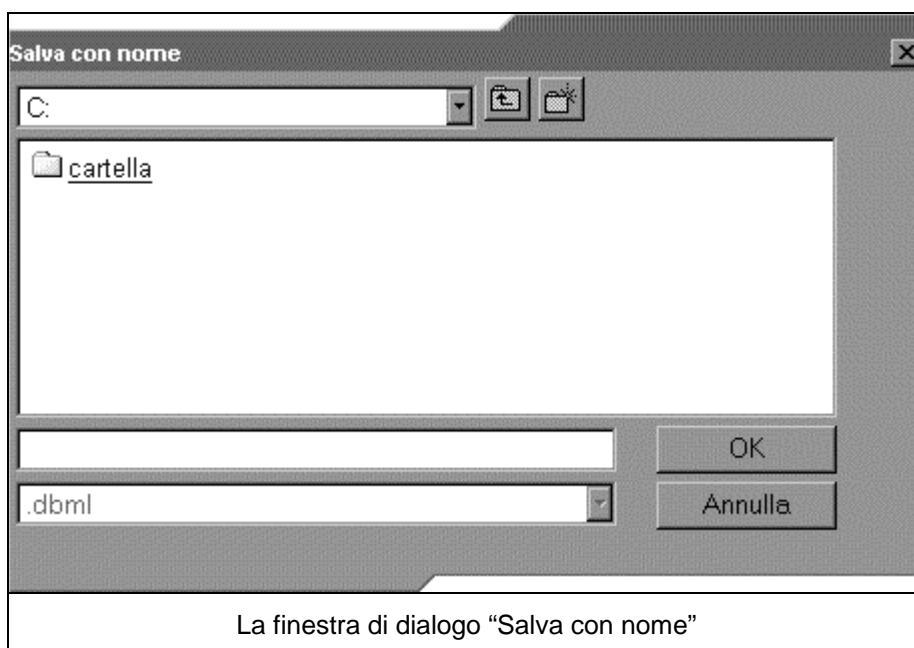 Salva con nome
C:
cartella
OK
.dbml
Annulla
La finestra di dialogo “Salva con nome”